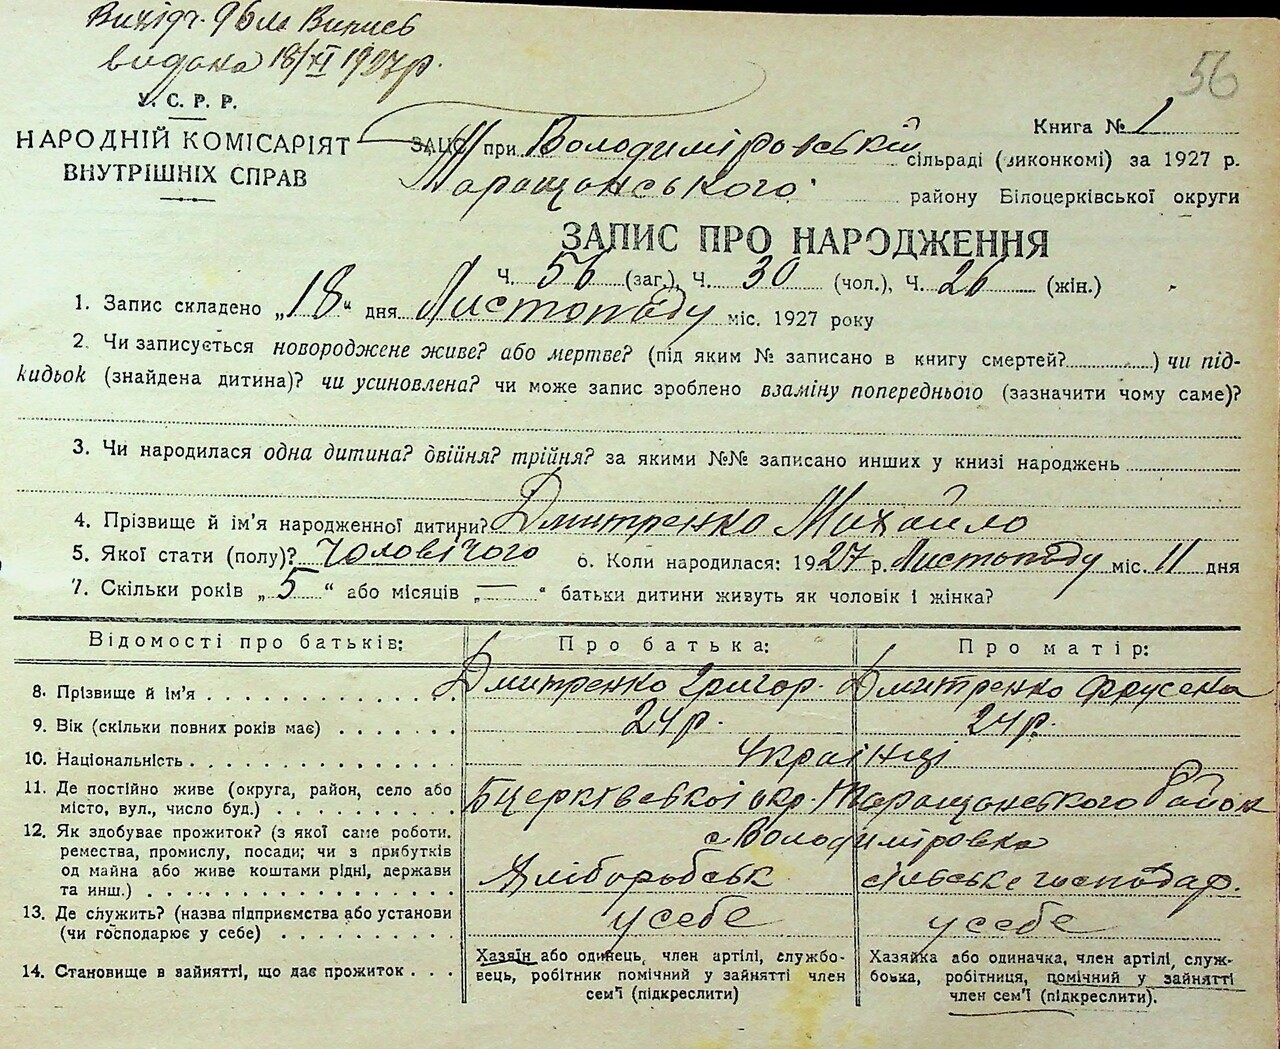 видана 18/XI 1927р.
56
У. С. Р. Р.
НАРОДНІЙ КОМІСАРІЯТ
ВНУТРІШНІХ СПРАВ
Книга № 1
ЗАЦС при Володиміровській сільраді (виконкомі) за 1927 р.
Таращанського району Білоцерківської округи
ЗАПИС ПРО НАРОДЖЕННЯ
Ч. 56 (заг.), Ч. 30 (чол.), Ч. 26 (жін.)
1. Запис складено „18“ дня Листопаду міс. 1927 року
2. Чи записується новороджене живе? або мертве? (під яким № записано в книгу смертей?..........) чи під-
кидьок (знайдена дитина)? чи усиновлена? чи може запис зроблено взаміну попереднього (зазначити чому саме)?
3. Чи народилася одна дитина? двійня? трійня? за якими №№ записано инших у книзі народжень
4. Прізвище й ім'я народженної дитини? Дмитренко Михайло
5. Якої стати (полу)? Чоловічого 6. Коли народилася: 1927 р. Листопаду міс. 11 дня
7. Скільки років „5“ або місяців „—“ батьки дитини живуть як чоловік і жінка?
Відомості про батьків: Про батька: Про матір:
8. Прізвище й ім'я . . . . . . . . . . . . Дмитренко Григор. Дмитренко Фрусена
9. Вік (скільки повних років має) . . . . . . . 24 р. 24 р.
10. Національність . . . . . . . . . . . . . Українці
11. Де постійно живе (округа, район, село або
місто, вул., число буд.) . . . . . . . . . . Бцерківської окр. Таращанського район
с Володиміровка
12. Як здобуває прожиток? (з якої саме роботи,
ремества, промислу, посади; чи з прибутків
од майна або живе коштами рідні, держави
та инш.) . . . . . . . . . . . . . . . . Хліборобськ сільське господар.
13. Де служить? (назва підприємства або установи
(чи господарює у себе) . . . . . . . . . у себе у себе
14. Становище в зайнятті, що дає прожиток . . .
Хазяїн або одинець, член артілі, службо-
вець, робітник помічний у зайнятті член
сем'ї (підкреслити)
Хазяйка або одиначка, член артілі, служ-
бовька, робітниця, помічний у зайнятті
член сем'ї (підкреслити).